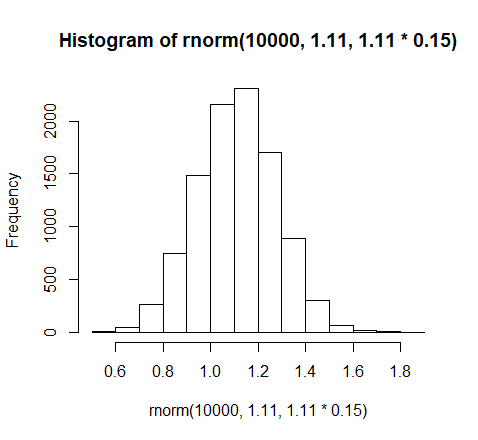 Histogram of rnorm(10000, 1.11, 1.11 * 0.15)
Frequency
2000
1500
1000
500
0
0.6 0.8 1.0 1.2 1.4 1.6 1.8
rnorm(10000, 1.11, 1.11 * 0.15)